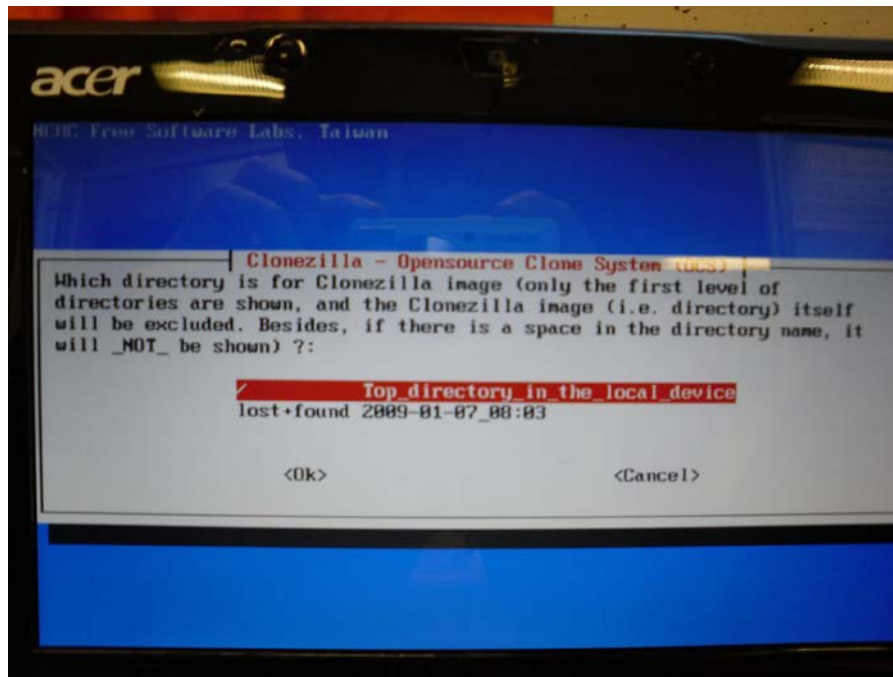 acer
NCHC Free Software Labs, Taiwan
Clonezilla - Opensource Clone System (OCS)
Which directory is for Clonezilla image (only the first level of
directories are shown, and the Clonezilla image (i.e. directory) itself
will be excluded. Besides, if there is a space in the directory name, it
will _NOT_ be shown) ?:
/ Top_directory_in_the_local_device
lost+found 2009-01-07_08:03
<Ok> <Cancel>